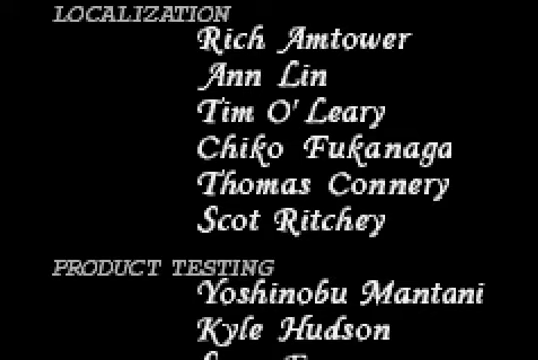 LOCALIZATION
Rich Amtower
Ann Lin
Tim O'Leary
Chiko Fukanaga
Thomas Connery
Scot Ritchey
PRODUCT TESTING
Yoshinobu Mantani
Kyle Hudson